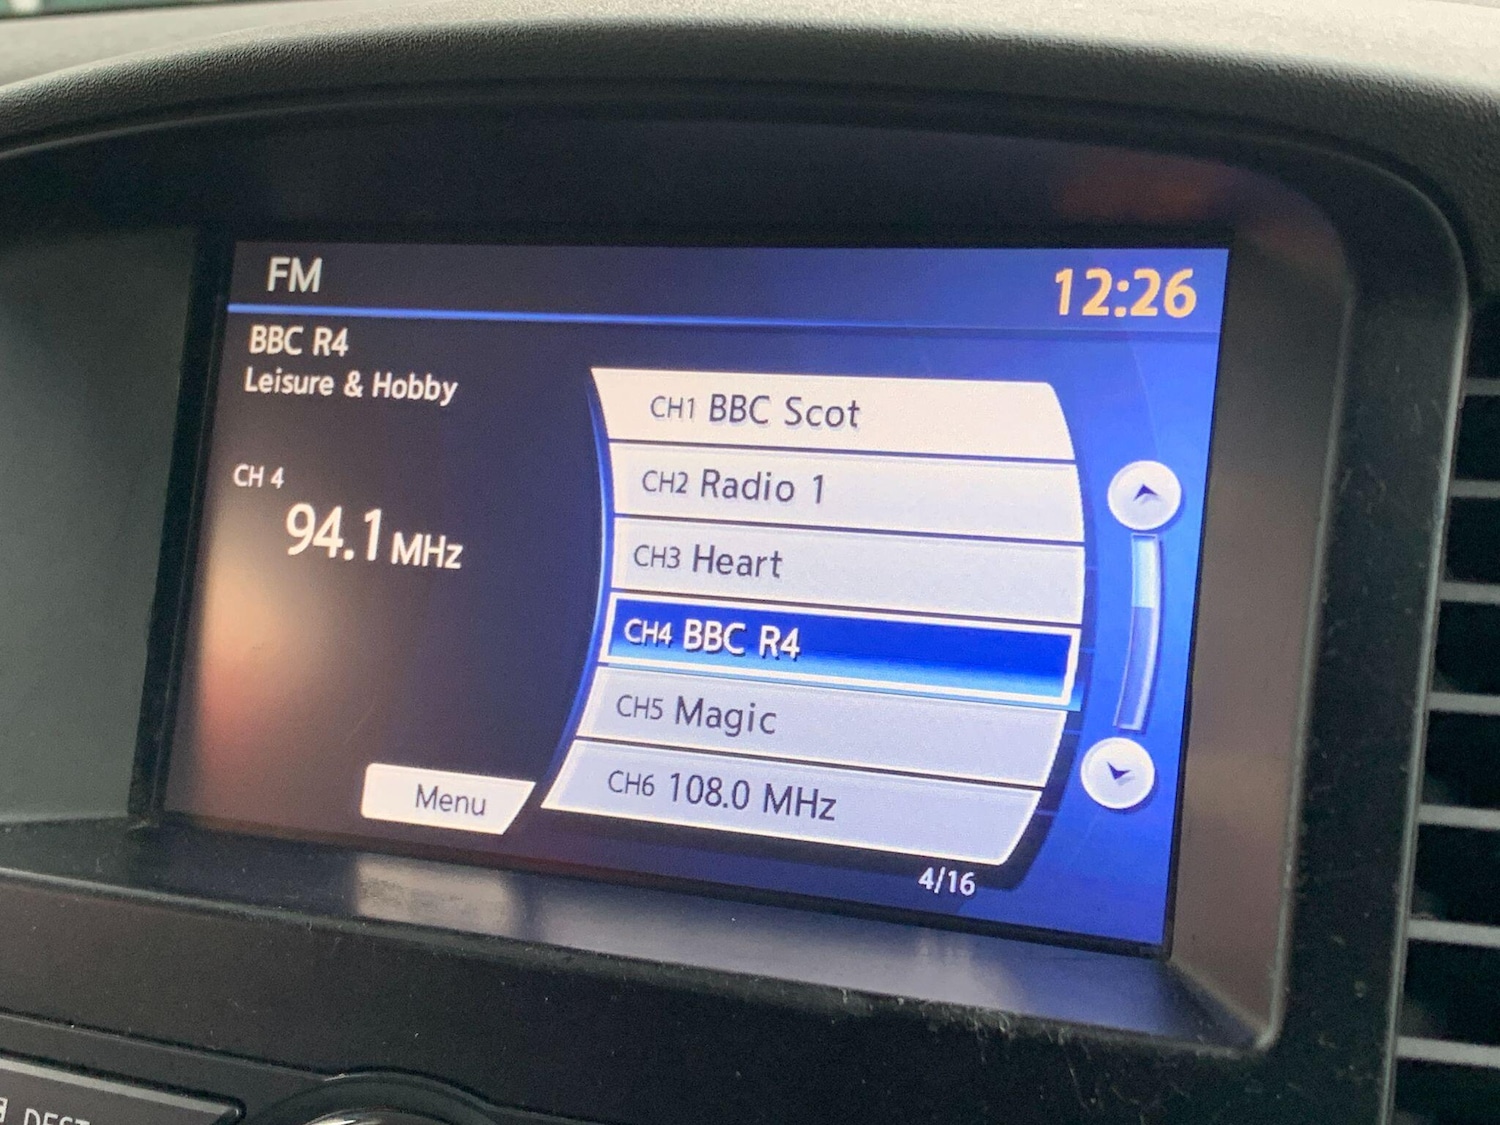 FM
12:26
BBC R4
Leisure & Hobby
CH 4
94.1 MHz
CH1 BBC Scot
CH2 Radio 1
CH3 Heart
CH4 BBC R4
CH5 Magic
CH6 108.0 MHz
Menu
4/16
DEST